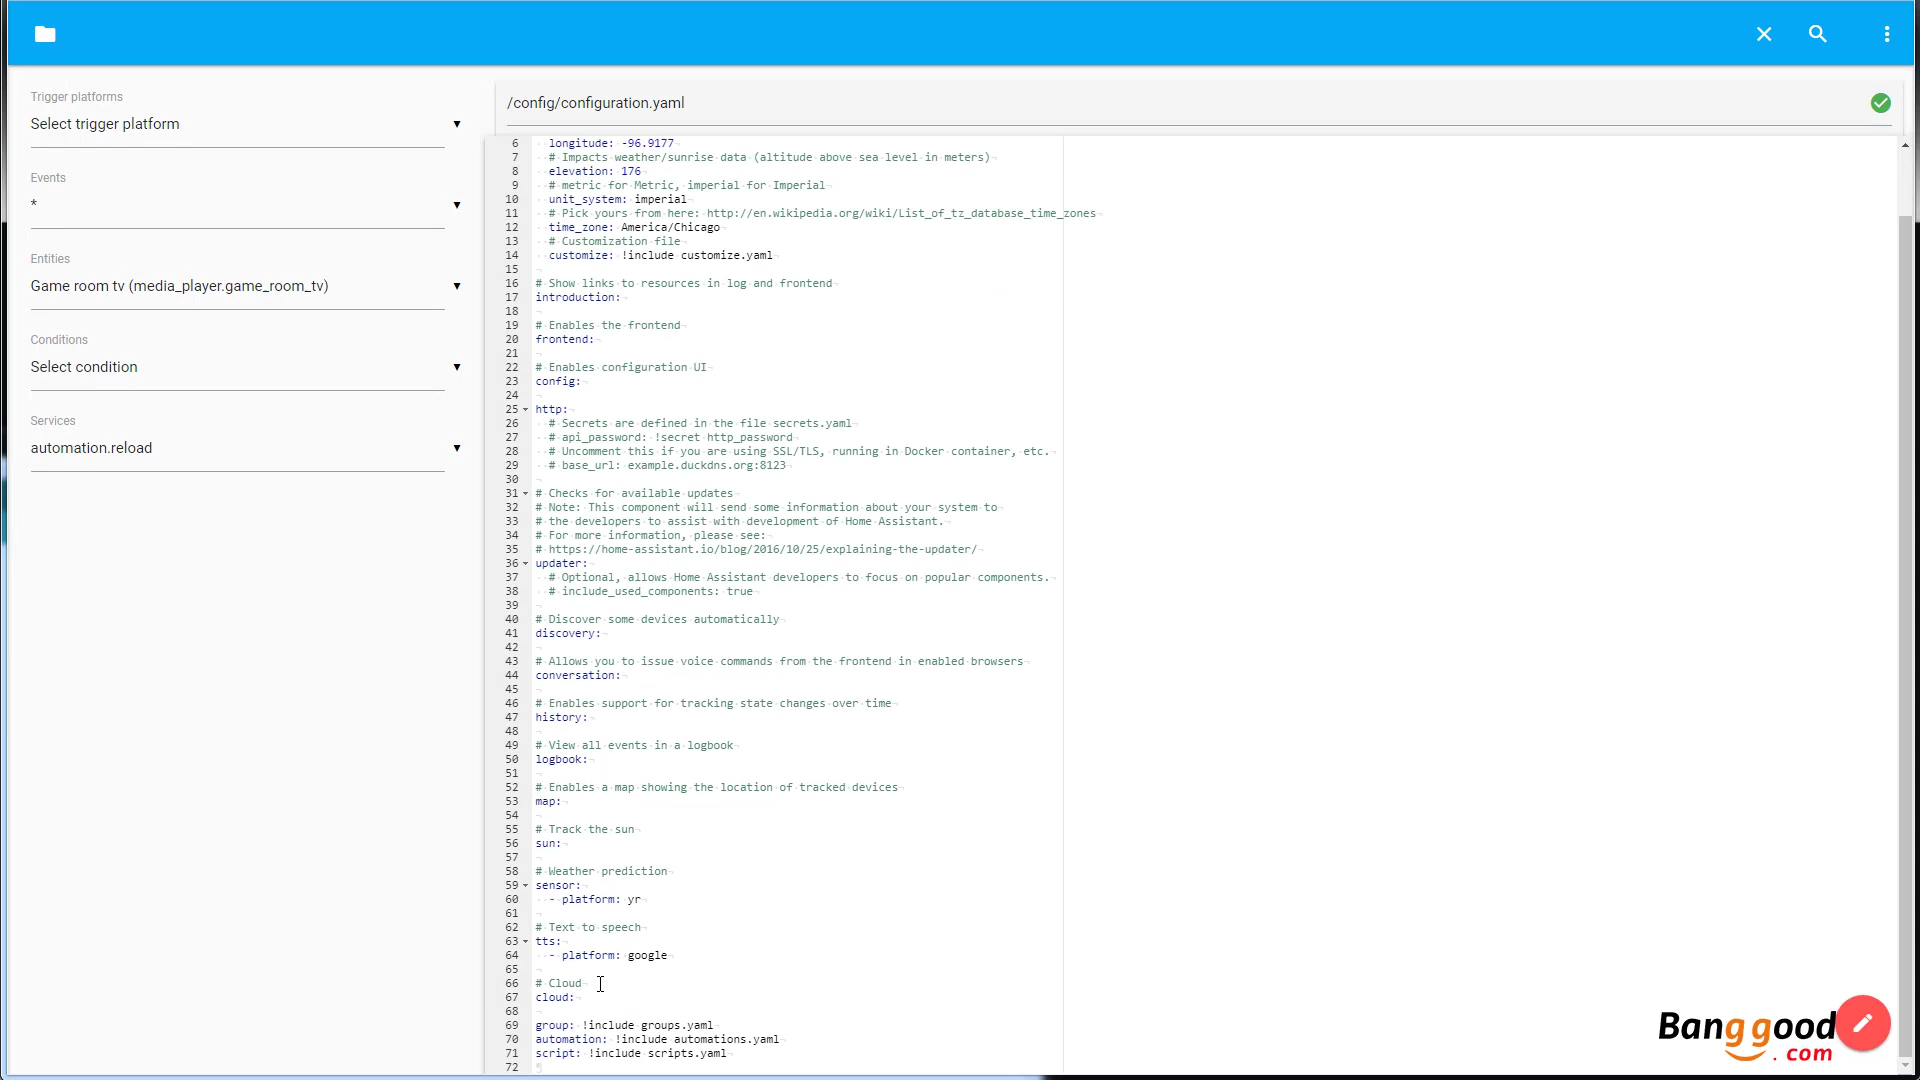 Trigger platforms
Select trigger platform
Events
*
Entities
Game room tv (media_player.game_room_tv)
Conditions
Select condition
Services
automation.reload
/config/configuration.yaml
6 longitude: -96.9177
7 # Impacts weather/sunrise data (altitude above sea level in meters)
8 elevation: 176
9 # metric for Metric, imperial for Imperial
10 unit_system: imperial
11 # Pick yours from here: http://en.wikipedia.org/wiki/List_of_tz_database_time_zones
12 time_zone: America/Chicago
13 # Customization file
14 customize: !include customize.yaml
15
16 # Show links to resources in log and frontend
17 introduction:
18
19 # Enables the frontend
20 frontend:
21
22 # Enables configuration UI
23 config:
24
25 http:
26 # Secrets are defined in the file secrets.yaml
27 # api_password: !secret http_password
28 # Uncomment this if you are using SSL/TLS, running in Docker container, etc.
29 # base_url: example.duckdns.org:8123
30
31 # Checks for available updates
32 # Note: This component will send some information about your system to
33 # the developers to assist with development of Home Assistant.
34 # For more information, please see:
35 # https://home-assistant.io/blog/2016/10/25/explaining-the-updater/
36 updater:
37 # Optional, allows Home Assistant developers to focus on popular components.
38 # include_used_components: true
39
40 # Discover some devices automatically
41 discovery:
42
43 # Allows you to issue voice commands from the frontend in enabled browsers
44 conversation:
45
46 # Enables support for tracking state changes over time
47 history:
48
49 # View all events in a logbook
50 logbook:
51
52 # Enables a map showing the location of tracked devices
53 map:
54
55 # Track the sun
56 sun:
57
58 # Weather prediction
59 sensor:
60 - platform: yr
61
62 # Text to speech
63 tts:
64 - platform: google
65
66 # Cloud
67 cloud:
68
69 group: !include groups.yaml
70 automation: !include automations.yaml
71 script: !include scripts.yaml
72
Banggood
.com